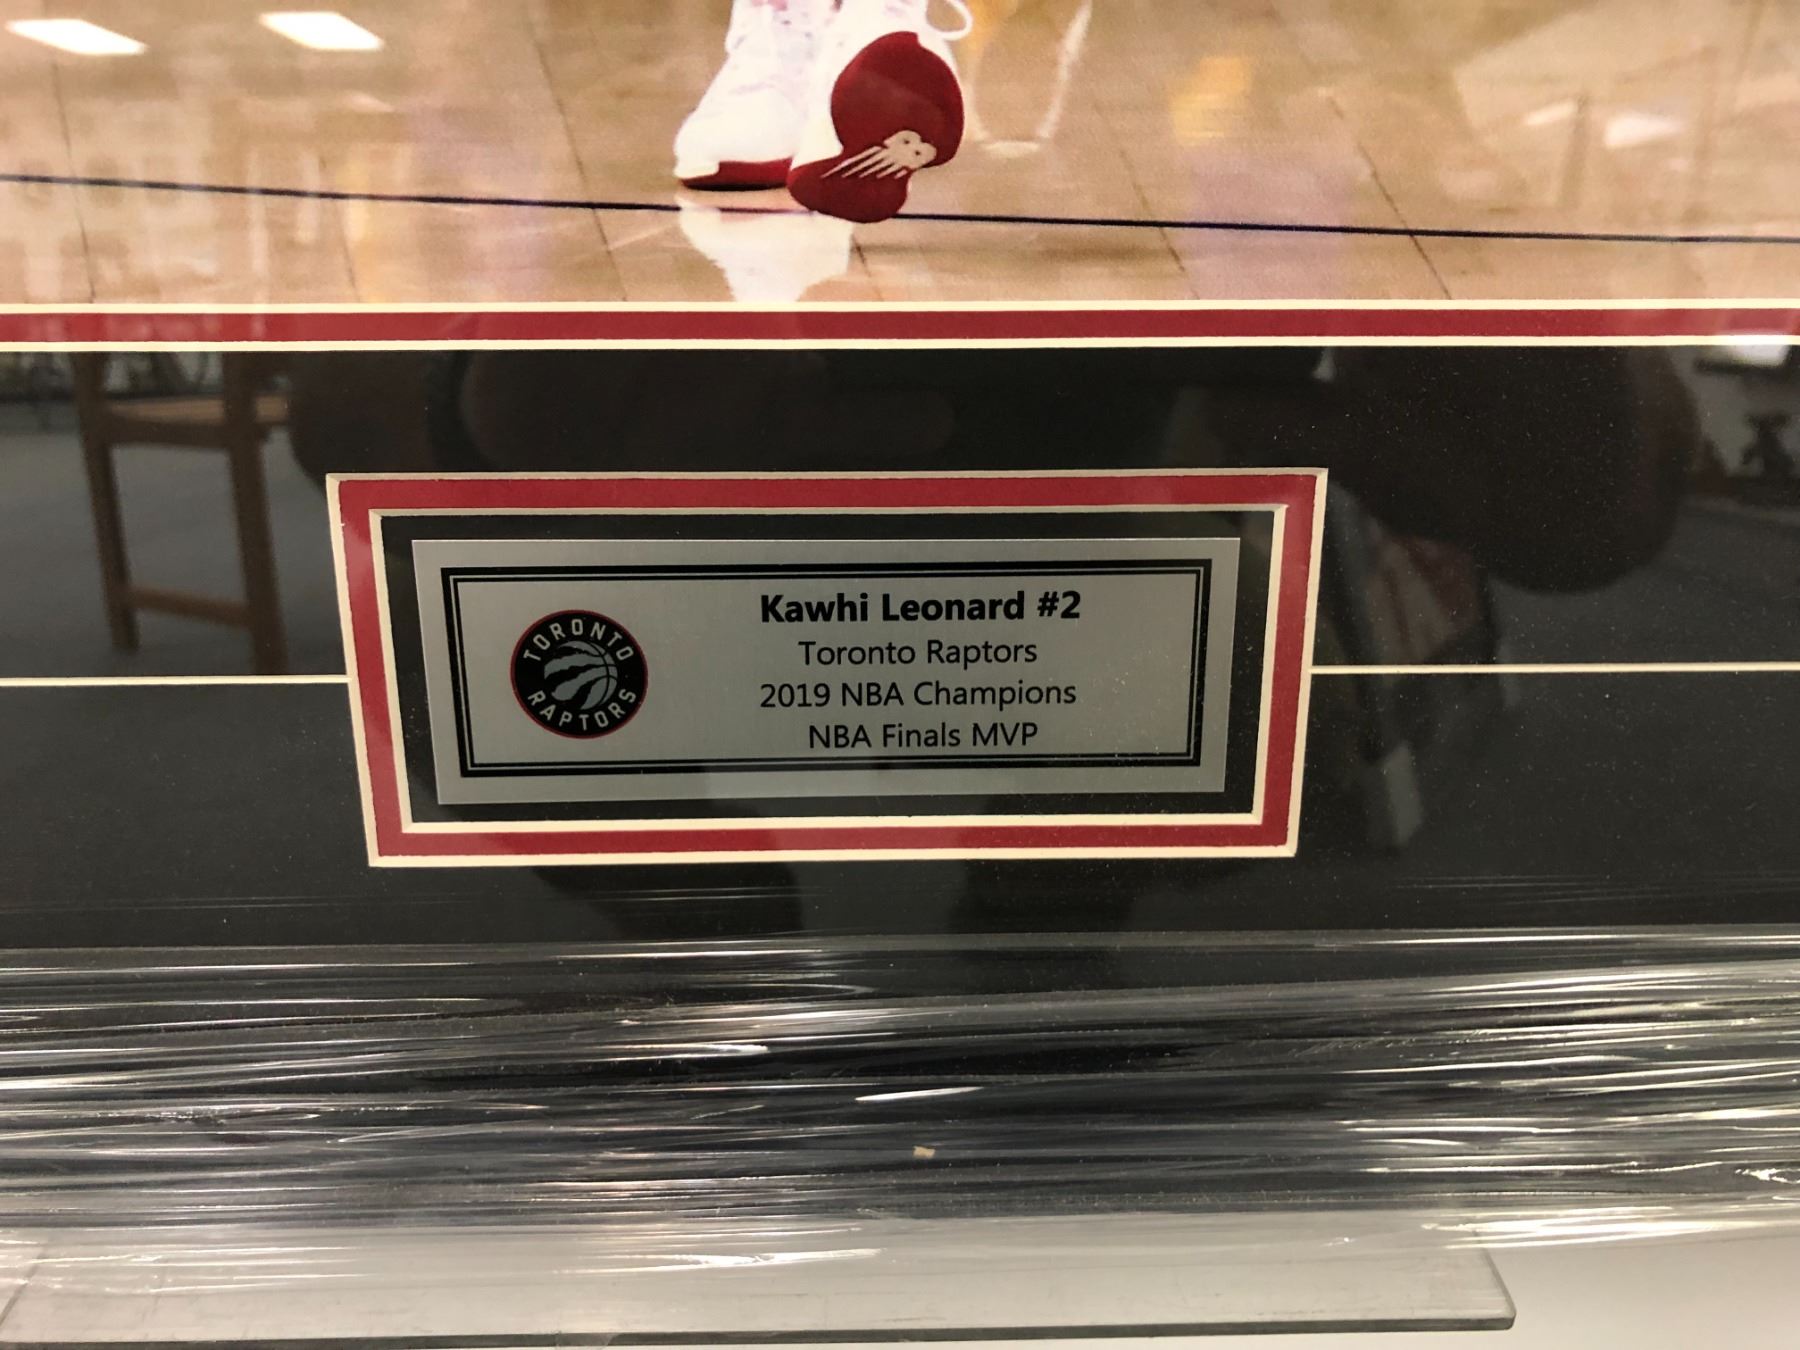 Kawhi Leonard #2
Toronto Raptors
2019 NBA Champions
NBA Finals MVP
TORONTO
RAPTORS